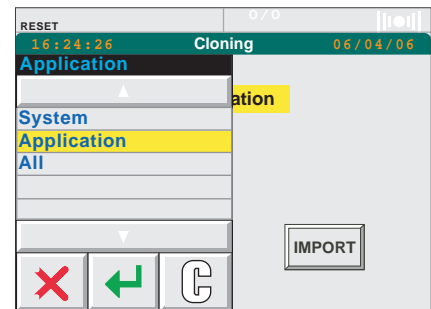 0/0
RESET
16:24:26 Cloning 06/04/06
Application
ation
System
Application
All
IMPORT
C